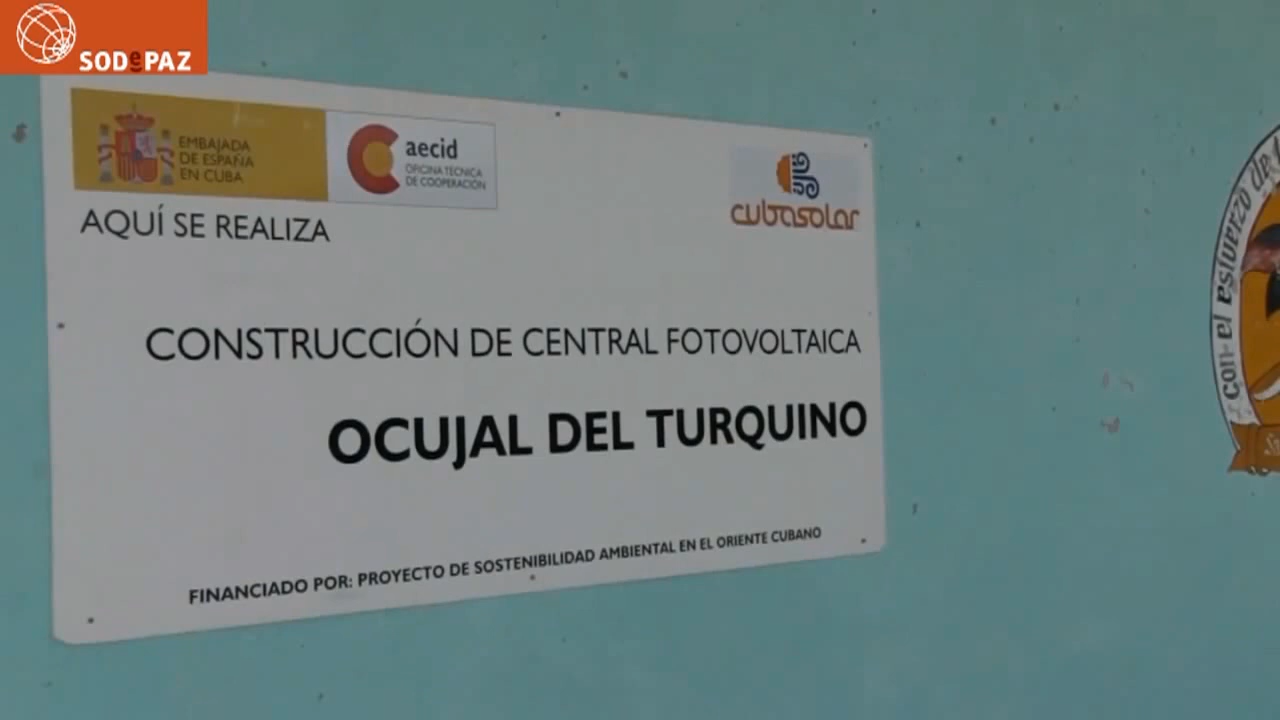 SODePAZ
EMBAJADA
DE ESPAÑA
EN CUBA
aecid
OFICINA TÉCNICA
DE COOPERACIÓN
cubasolar
AQUÍ SE REALIZA
CONSTRUCCIÓN DE CENTRAL FOTOVOLTAICA
OCUJAL DEL TURQUINO
FINANCIADO POR: PROYECTO DE SOSTENIBILIDAD AMBIENTAL EN EL ORIENTE CUBANO
con el esfuerzo de